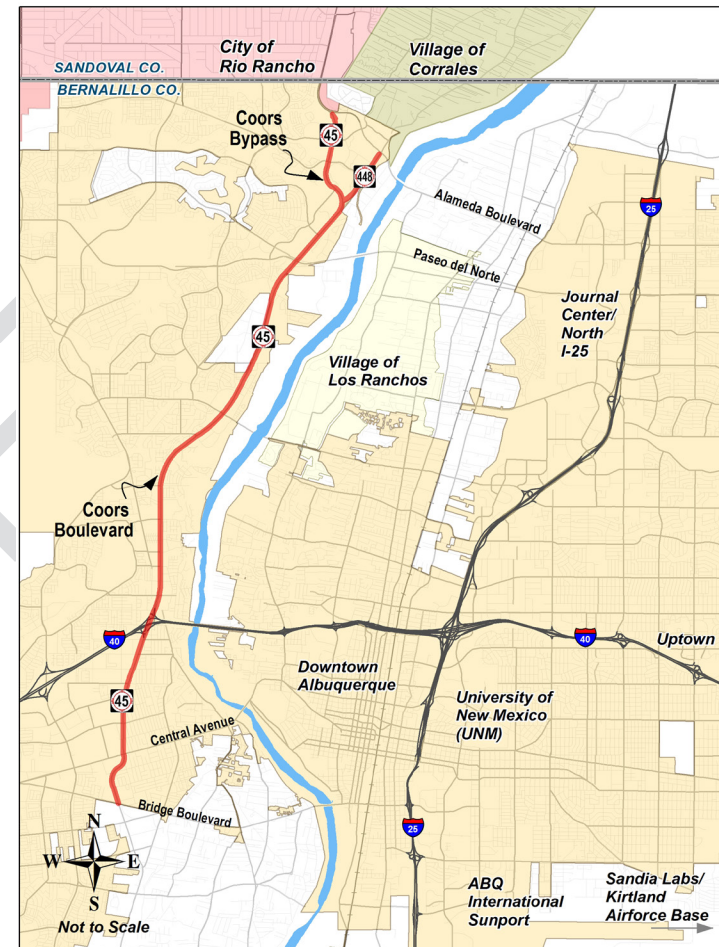 City of
Rio Rancho
Village of
Corrales
SANDOVAL CO.
BERNALILLO CO.
Coors
Bypass
45
448
Alameda Boulevard
25
Paseo del Norte
Journal
Center/
North
I-25
45
Village of
Los Ranchos
Coors
Boulevard
40
40
Uptown
Downtown
Albuquerque
45
University of
New Mexico
(UNM)
Central Avenue
Bridge Boulevard
25
N
W
E
S
Not to Scale
ABQ
International
Sunport
Sandia Labs/
Kirtland
Airforce Base